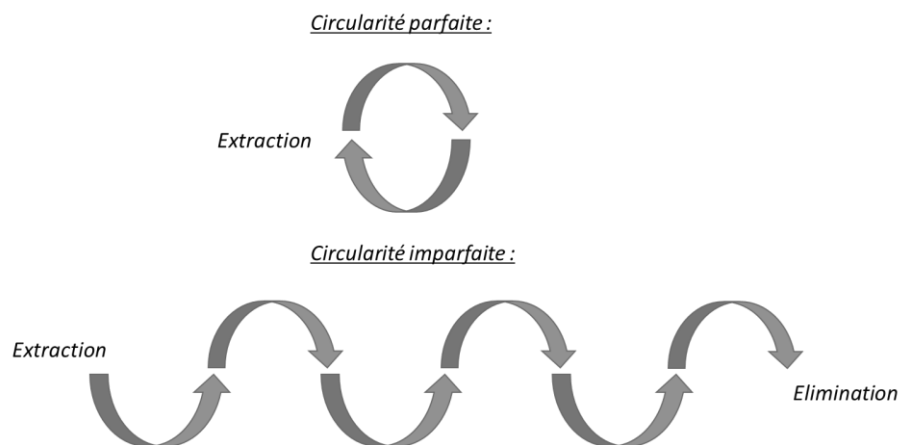 Circularité parfaite :
Extraction
Circularité imparfaite :
Extraction
Elimination